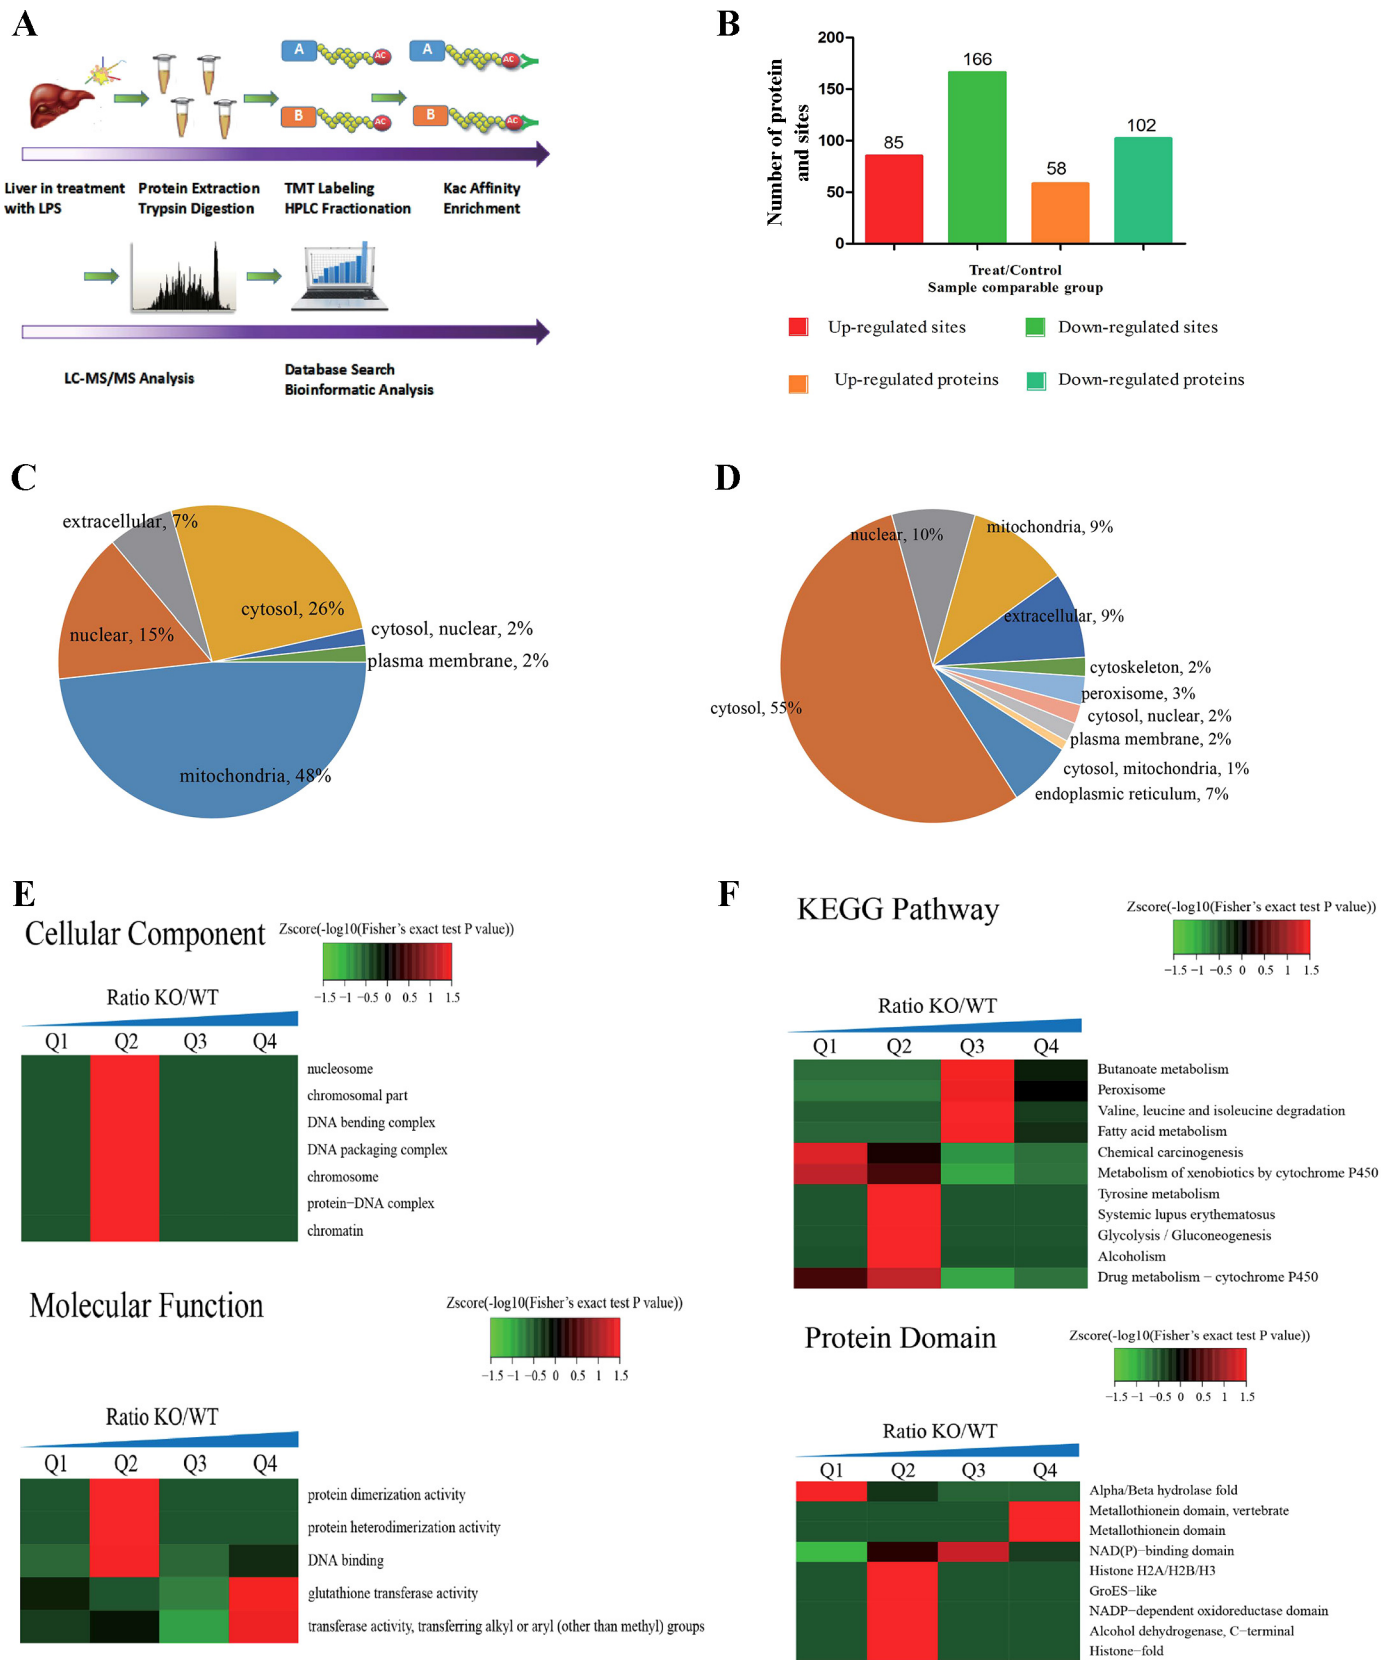 A
A
AC
A
AC
B
AC
B
AC
Liver in treatment
with LPS
Protein Extraction
Trypsin Digestion
TMT Labeling
HPLC Fractionation
Kac Affinity
Enrichment
LC-MS/MS Analysis
Database Search
Bioinformatic Analysis
B
Number of protein
and sites
200
150
100
50
0
85
166
58
102
Treat/Control
Sample comparable group
Up-regulated sites
Down-regulated sites
Up-regulated proteins
Down-regulated proteins
C
extracellular, 7%
cytosol, 26%
nuclear, 15%
cytosol, nuclear, 2%
plasma membrane, 2%
mitochondria, 48%
D
nuclear, 10%
mitochondria, 9%
extracellular, 9%
cytoskeleton, 2%
peroxisome, 3%
cytosol, 55%
cytosol, nuclear, 2%
plasma membrane, 2%
cytosol, mitochondria, 1%
endoplasmic reticulum, 7%
E
Cellular Component
Zscore(-log10(Fisher's exact test P value))
−1.5 −1 −0.5 0 0.5 1 1.5
Ratio KO/WT
Q1 Q2 Q3 Q4
nucleosome
chromosomal part
DNA bending complex
DNA packaging complex
chromosome
protein−DNA complex
chromatin
Molecular Function
Zscore(-log10(Fisher's exact test P value))
−1.5 −1 −0.5 0 0.5 1 1.5
Ratio KO/WT
Q1 Q2 Q3 Q4
protein dimerization activity
protein heterodimerization activity
DNA binding
glutathione transferase activity
transferase activity, transferring alkyl or aryl (other than methyl) groups
F
KEGG Pathway
Zscore(-log10(Fisher's exact test P value))
−1.5 −1 −0.5 0 0.5 1 1.5
Ratio KO/WT
Q1 Q2 Q3 Q4
Butanoate metabolism
Peroxisome
Valine, leucine and isoleucine degradation
Fatty acid metabolism
Chemical carcinogenesis
Metabolism of xenobiotics by cytochrome P450
Tyrosine metabolism
Systemic lupus erythematosus
Glycolysis / Gluconeogenesis
Alcoholism
Drug metabolism − cytochrome P450
Protein Domain
Zscore(-log10(Fisher's exact test P value))
−1.5 −1 −0.5 0 0.5 1 1.5
Ratio KO/WT
Q1 Q2 Q3 Q4
Alpha/Beta hydrolase fold
Metallothionein domain, vertebrate
Metallothionein domain
NAD(P)−binding domain
Histone H2A/H2B/H3
GroES−like
NADP−dependent oxidoreductase domain
Alcohol dehydrogenase, C−terminal
Histone−fold